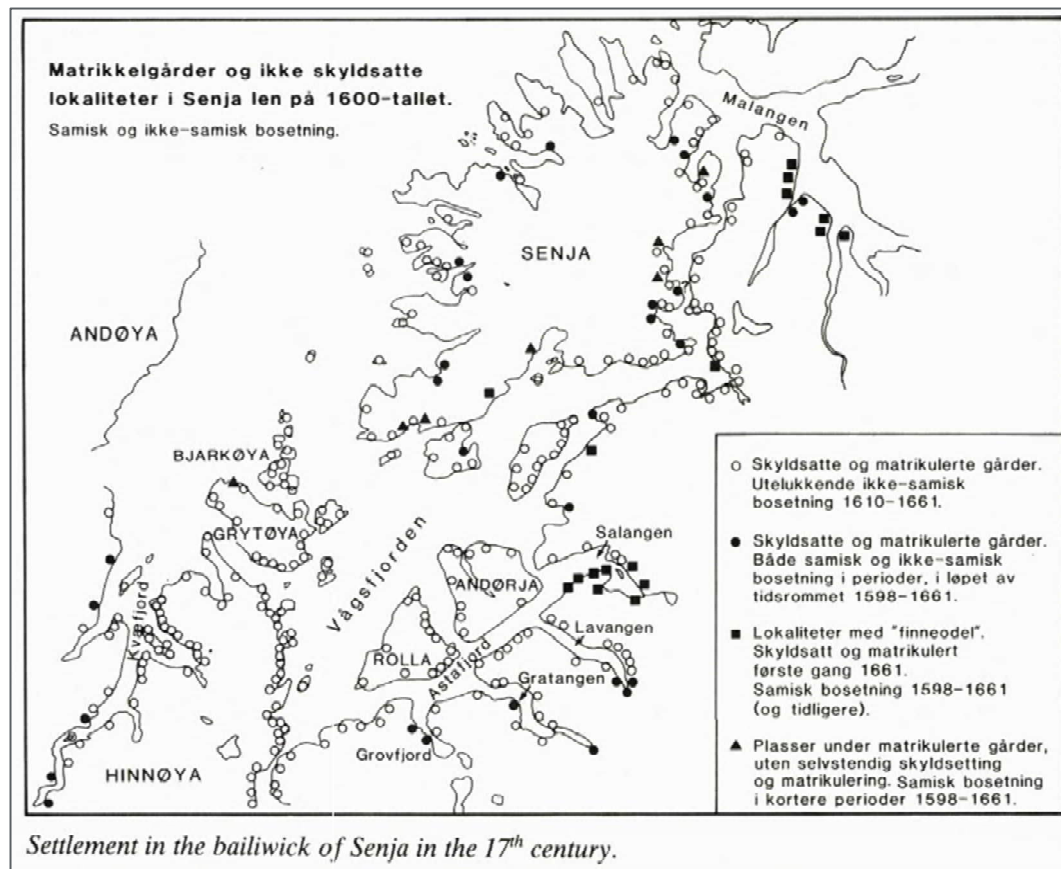 Matrikkelgårder og ikke skyldsatte
lokaliteter i Senja len på 1600-tallet.
Samisk og ikke-samisk bosetning.
Malangen
SENJA
ANDØYA
BJARKØYA
GRYTØYA
Kvæfjord
Vågsfjorden
Salangen
ANDØRJA
Lavangen
ROLLA
Astafjord
Gratangen
Grovfjord
HINNØYA
Skyldsatte og matrikulerte gårder.
Utelukkende ikke-samisk
bosetning 1610-1661.
Skyldsatte og matrikulerte gårder.
Både samisk og ikke-samisk
bosetning i perioder, i løpet av
tidsrommet 1598-1661.
Lokaliteter med "finneodel".
Skyldsatt og matrikulert
første gang 1661.
Samisk bosetning 1598-1661
(og tidligere).
Plasser under matrikulerte gårder,
uten selvstendig skyldsetting
og matrikulering. Samisk bosetning
i kortere perioder 1598-1661.
Settlement in the bailiwick of Senja in the 17th century.